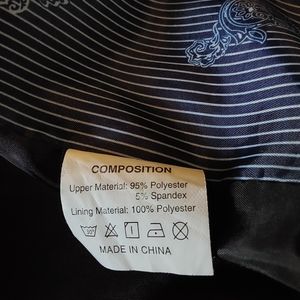 COMPOSITION
Upper Material: 95% Polyester
5% Spandex
Lining Material: 100% Polyester
MADE IN CHINA